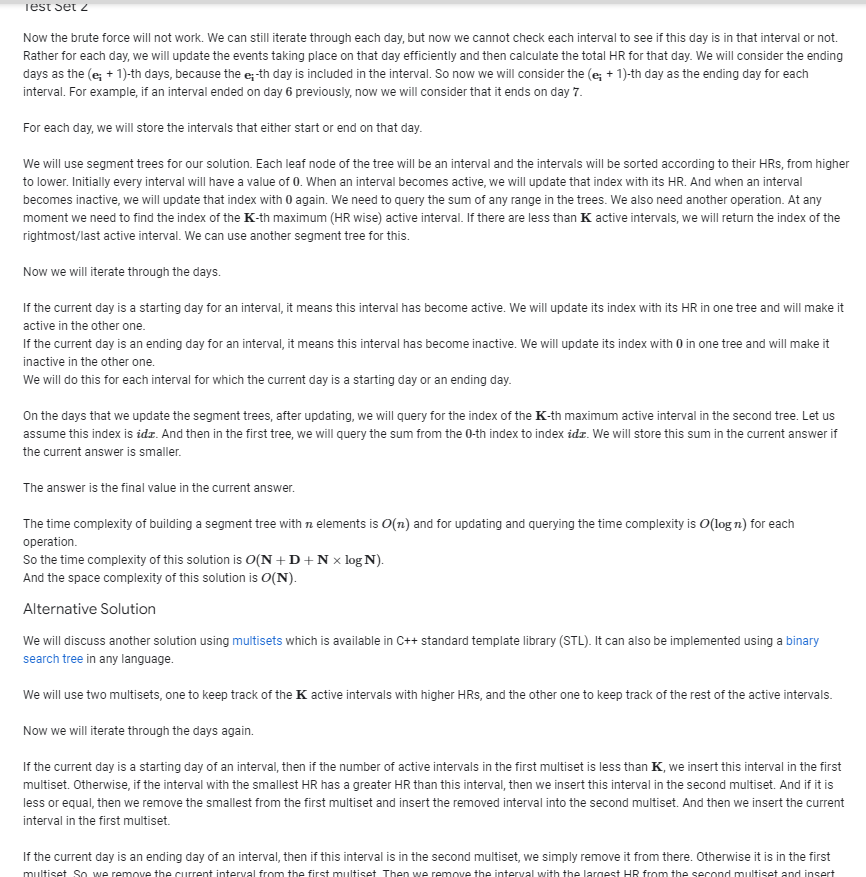 Test Set 2
Now the brute force will not work. We can still iterate through each day, but now we cannot check each interval to see if this day is in that interval or not.
Rather for each day, we will update the events taking place on that day efficiently and then calculate the total HR for that day. We will consider the ending
days as the (eᵢ + 1)-th days, because the eᵢ-th day is included in the interval. So now we will consider the (eᵢ + 1)-th day as the ending day for each
interval. For example, if an interval ended on day 6 previously, now we will consider that it ends on day 7.
For each day, we will store the intervals that either start or end on that day.
We will use segment trees for our solution. Each leaf node of the tree will be an interval and the intervals will be sorted according to their HRs, from higher
to lower. Initially every interval will have a value of 0. When an interval becomes active, we will update that index with its HR. And when an interval
becomes inactive, we will update that index with 0 again. We need to query the sum of any range in the trees. We also need another operation. At any
moment we need to find the index of the K-th maximum (HR wise) active interval. If there are less than K active intervals, we will return the index of the
rightmost/last active interval. We can use another segment tree for this.
Now we will iterate through the days.
If the current day is a starting day for an interval, it means this interval has become active. We will update its index with its HR in one tree and will make it
active in the other one.
If the current day is an ending day for an interval, it means this interval has become inactive. We will update its index with 0 in one tree and will make it
inactive in the other one.
We will do this for each interval for which the current day is a starting day or an ending day.
On the days that we update the segment trees, after updating, we will query for the index of the K-th maximum active interval in the second tree. Let us
assume this index is idx. And then in the first tree, we will query the sum from the 0-th index to index idx. We will store this sum in the current answer if
the current answer is smaller.
The answer is the final value in the current answer.
The time complexity of building a segment tree with n elements is O(n) and for updating and querying the time complexity is O(log n) for each
operation.
So the time complexity of this solution is O(N + D + N × log N).
And the space complexity of this solution is O(N).
Alternative Solution
We will discuss another solution using multisets which is available in C++ standard template library (STL). It can also be implemented using a binary
search tree in any language.
We will use two multisets, one to keep track of the K active intervals with higher HRs, and the other one to keep track of the rest of the active intervals.
Now we will iterate through the days again.
If the current day is a starting day of an interval, then if the number of active intervals in the first multiset is less than K, we insert this interval in the first
multiset. Otherwise, if the interval with the smallest HR has a greater HR than this interval, then we insert this interval in the second multiset. And if it is
less or equal, then we remove the smallest from the first multiset and insert the removed interval into the second multiset. And then we insert the current
interval in the first multiset.
If the current day is an ending day of an interval, then if this interval is in the second multiset, we simply remove it from there. Otherwise it is in the first
multiset. So, we remove the current interval from the first multiset. Then we remove the interval with the largest HR from the second multiset and insert